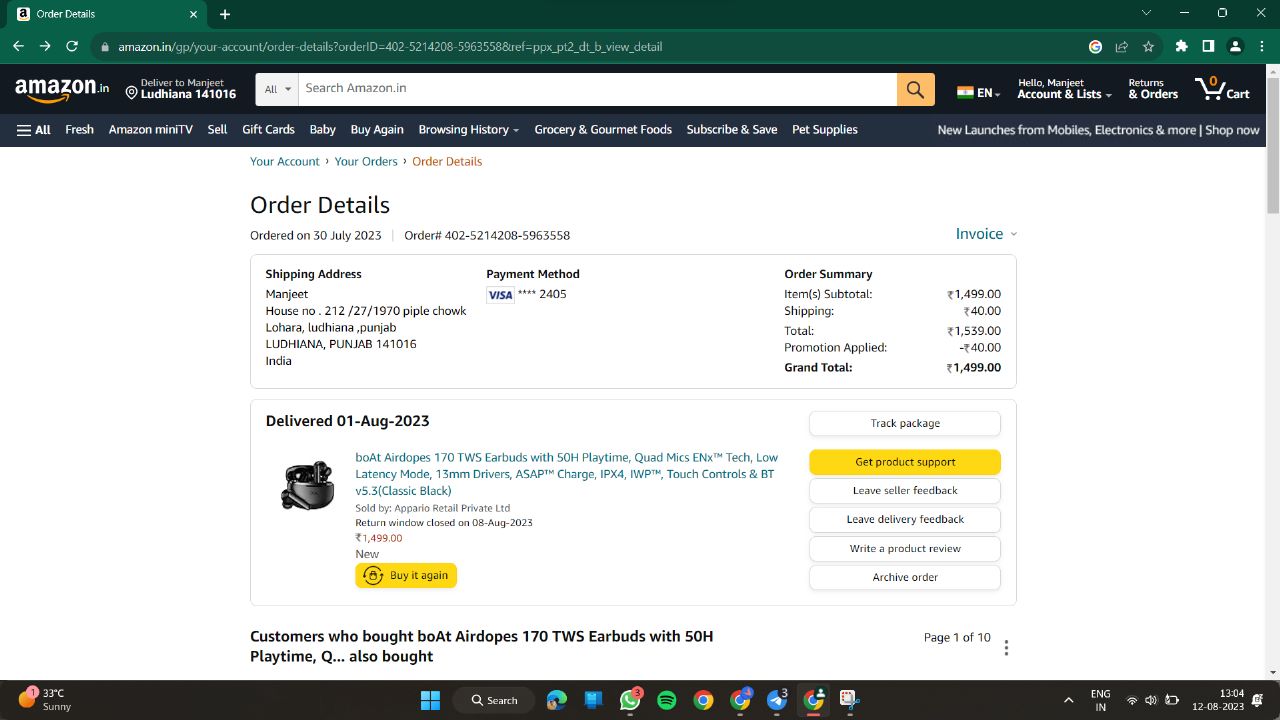 Order Details
amazon.in/gp/your-account/order-details?orderID=402-5214208-5963558&ref=ppx_pt2_dt_b_view_detail
amazon.in
Deliver to Manjeet
Ludhiana 141016
All
Search Amazon.in
EN
Hello, Manjeet
Account & Lists
Returns
& Orders
0
Cart
All Fresh Amazon miniTV Sell Gift Cards Baby Buy Again Browsing History Grocery & Gourmet Foods Subscribe & Save Pet Supplies New Launches from Mobiles, Electronics & more | Shop now
Your Account › Your Orders › Order Details
Order Details
Ordered on 30 July 2023 | Order# 402-5214208-5963558
Invoice
Shipping Address
Manjeet
House no . 212 /27/1970 piple chowk
Lohara, ludhiana ,punjab
LUDHIANA, PUNJAB 141016
India
Payment Method
VISA **** 2405
Order Summary
Item(s) Subtotal: ₹1,499.00
Shipping: ₹40.00
Total: ₹1,539.00
Promotion Applied: -₹40.00
Grand Total: ₹1,499.00
Delivered 01-Aug-2023
boAt Airdopes 170 TWS Earbuds with 50H Playtime, Quad Mics ENx™ Tech, Low
Latency Mode, 13mm Drivers, ASAP™ Charge, IPX4, IWP™, Touch Controls & BT
v5.3(Classic Black)
Sold by: Appario Retail Private Ltd
Return window closed on 08-Aug-2023
₹1,499.00
New
Buy it again
Track package
Get product support
Leave seller feedback
Leave delivery feedback
Write a product review
Archive order
Customers who bought boAt Airdopes 170 TWS Earbuds with 50H
Playtime, Q... also bought
Page 1 of 10
1
33°C
Sunny
Search
3
3
ENG
IN
13:04
12-08-2023